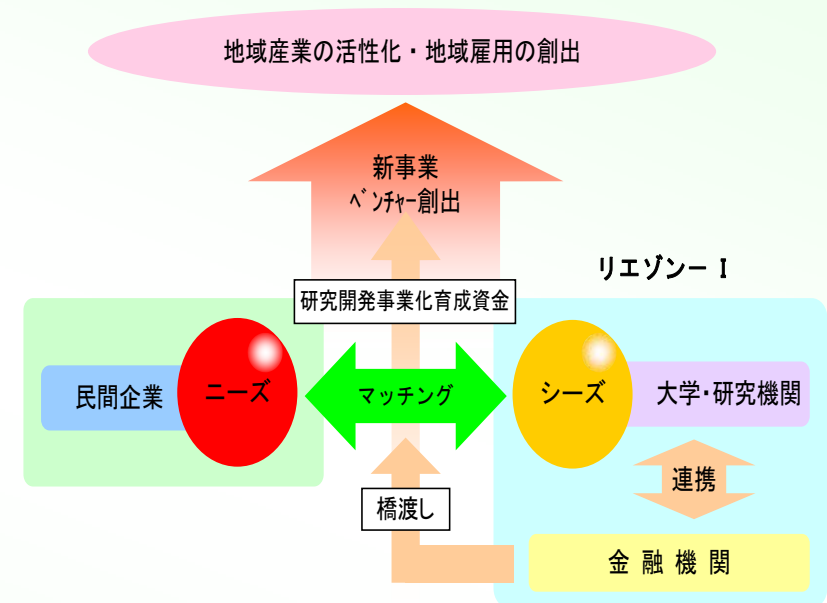 地域産業の活性化・地域雇用の創出
新事業
ﾍﾞﾝﾁｬｰ創出
リエゾンー I
研究開発事業化育成資金
民間企業
ニーズ
マッチング
シーズ
大学・研究機関
連携
橋渡し
金 融 機 関